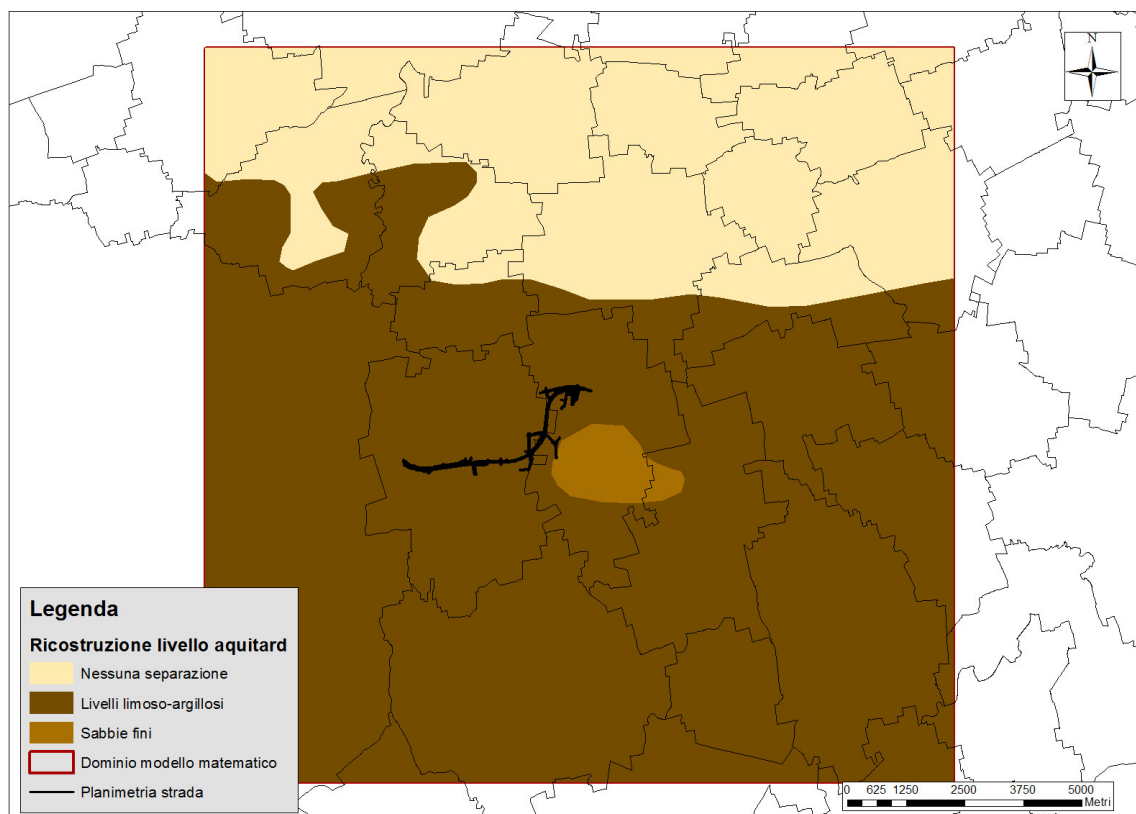 N
Legenda
Ricostruzione livello aquitard
Nessuna separazione
Livelli limoso-argillosi
Sabbie fini
Dominio modello matematico
Planimetria strada
0 625 1250 2500 3750 5000
Metri